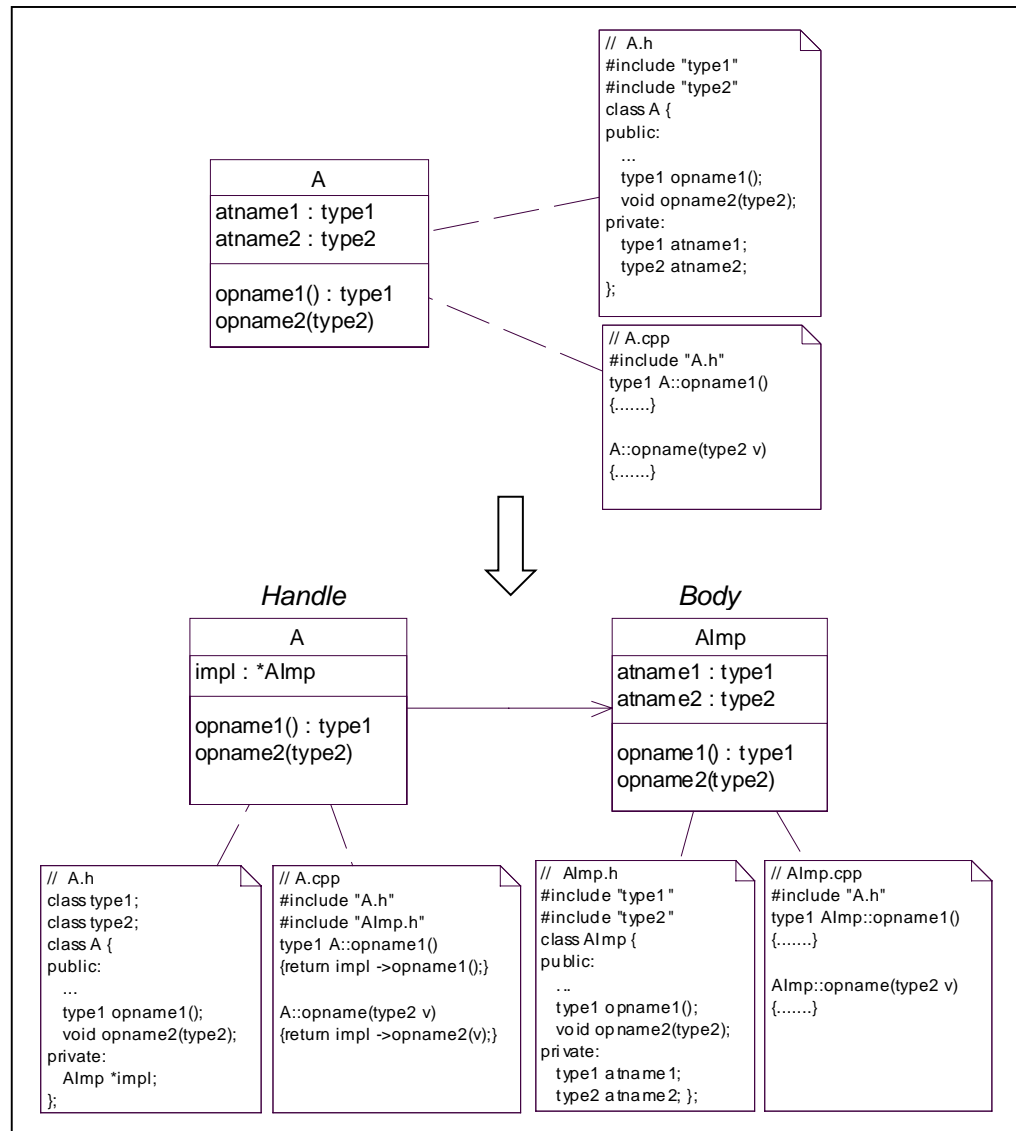 // A.h
#include "type1"
#include "type2"
class A {
public:
...
type1 opname1();
void opname2(type2);
private:
type1 atname1;
type2 atname2;
};
A
atname1 : type1
atname2 : type2
opname1() : type1
opname2(type2)
// A.cpp
#include "A.h"
type1 A::opname1()
{.......}
A::opname(type2 v)
{.......}
Handle
A
impl : *AImp
opname1() : type1
opname2(type2)
Body
AImp
atname1 : type1
atname2 : type2
opname1() : type1
opname2(type2)
// A.h
class type1;
class type2;
class A {
public:
...
type1 opname1();
void opname2(type2);
private:
AImp *impl;
};
// A.cpp
#include "A.h"
#include "AImp.h"
type1 A::opname1()
{return impl ->opname1();}
A::opname(type2 v)
{return impl ->opname2(v);}
// AImp.h
#include "type1"
#include "type2"
class AImp {
public:
...
type1 opname1();
void opname2(type2);
private:
type1 atname1;
type2 atname2; };
// AImp.cpp
#include "A.h"
type1 AImp::opname1()
{.......}
AImp::opname(type2 v)
{.......}